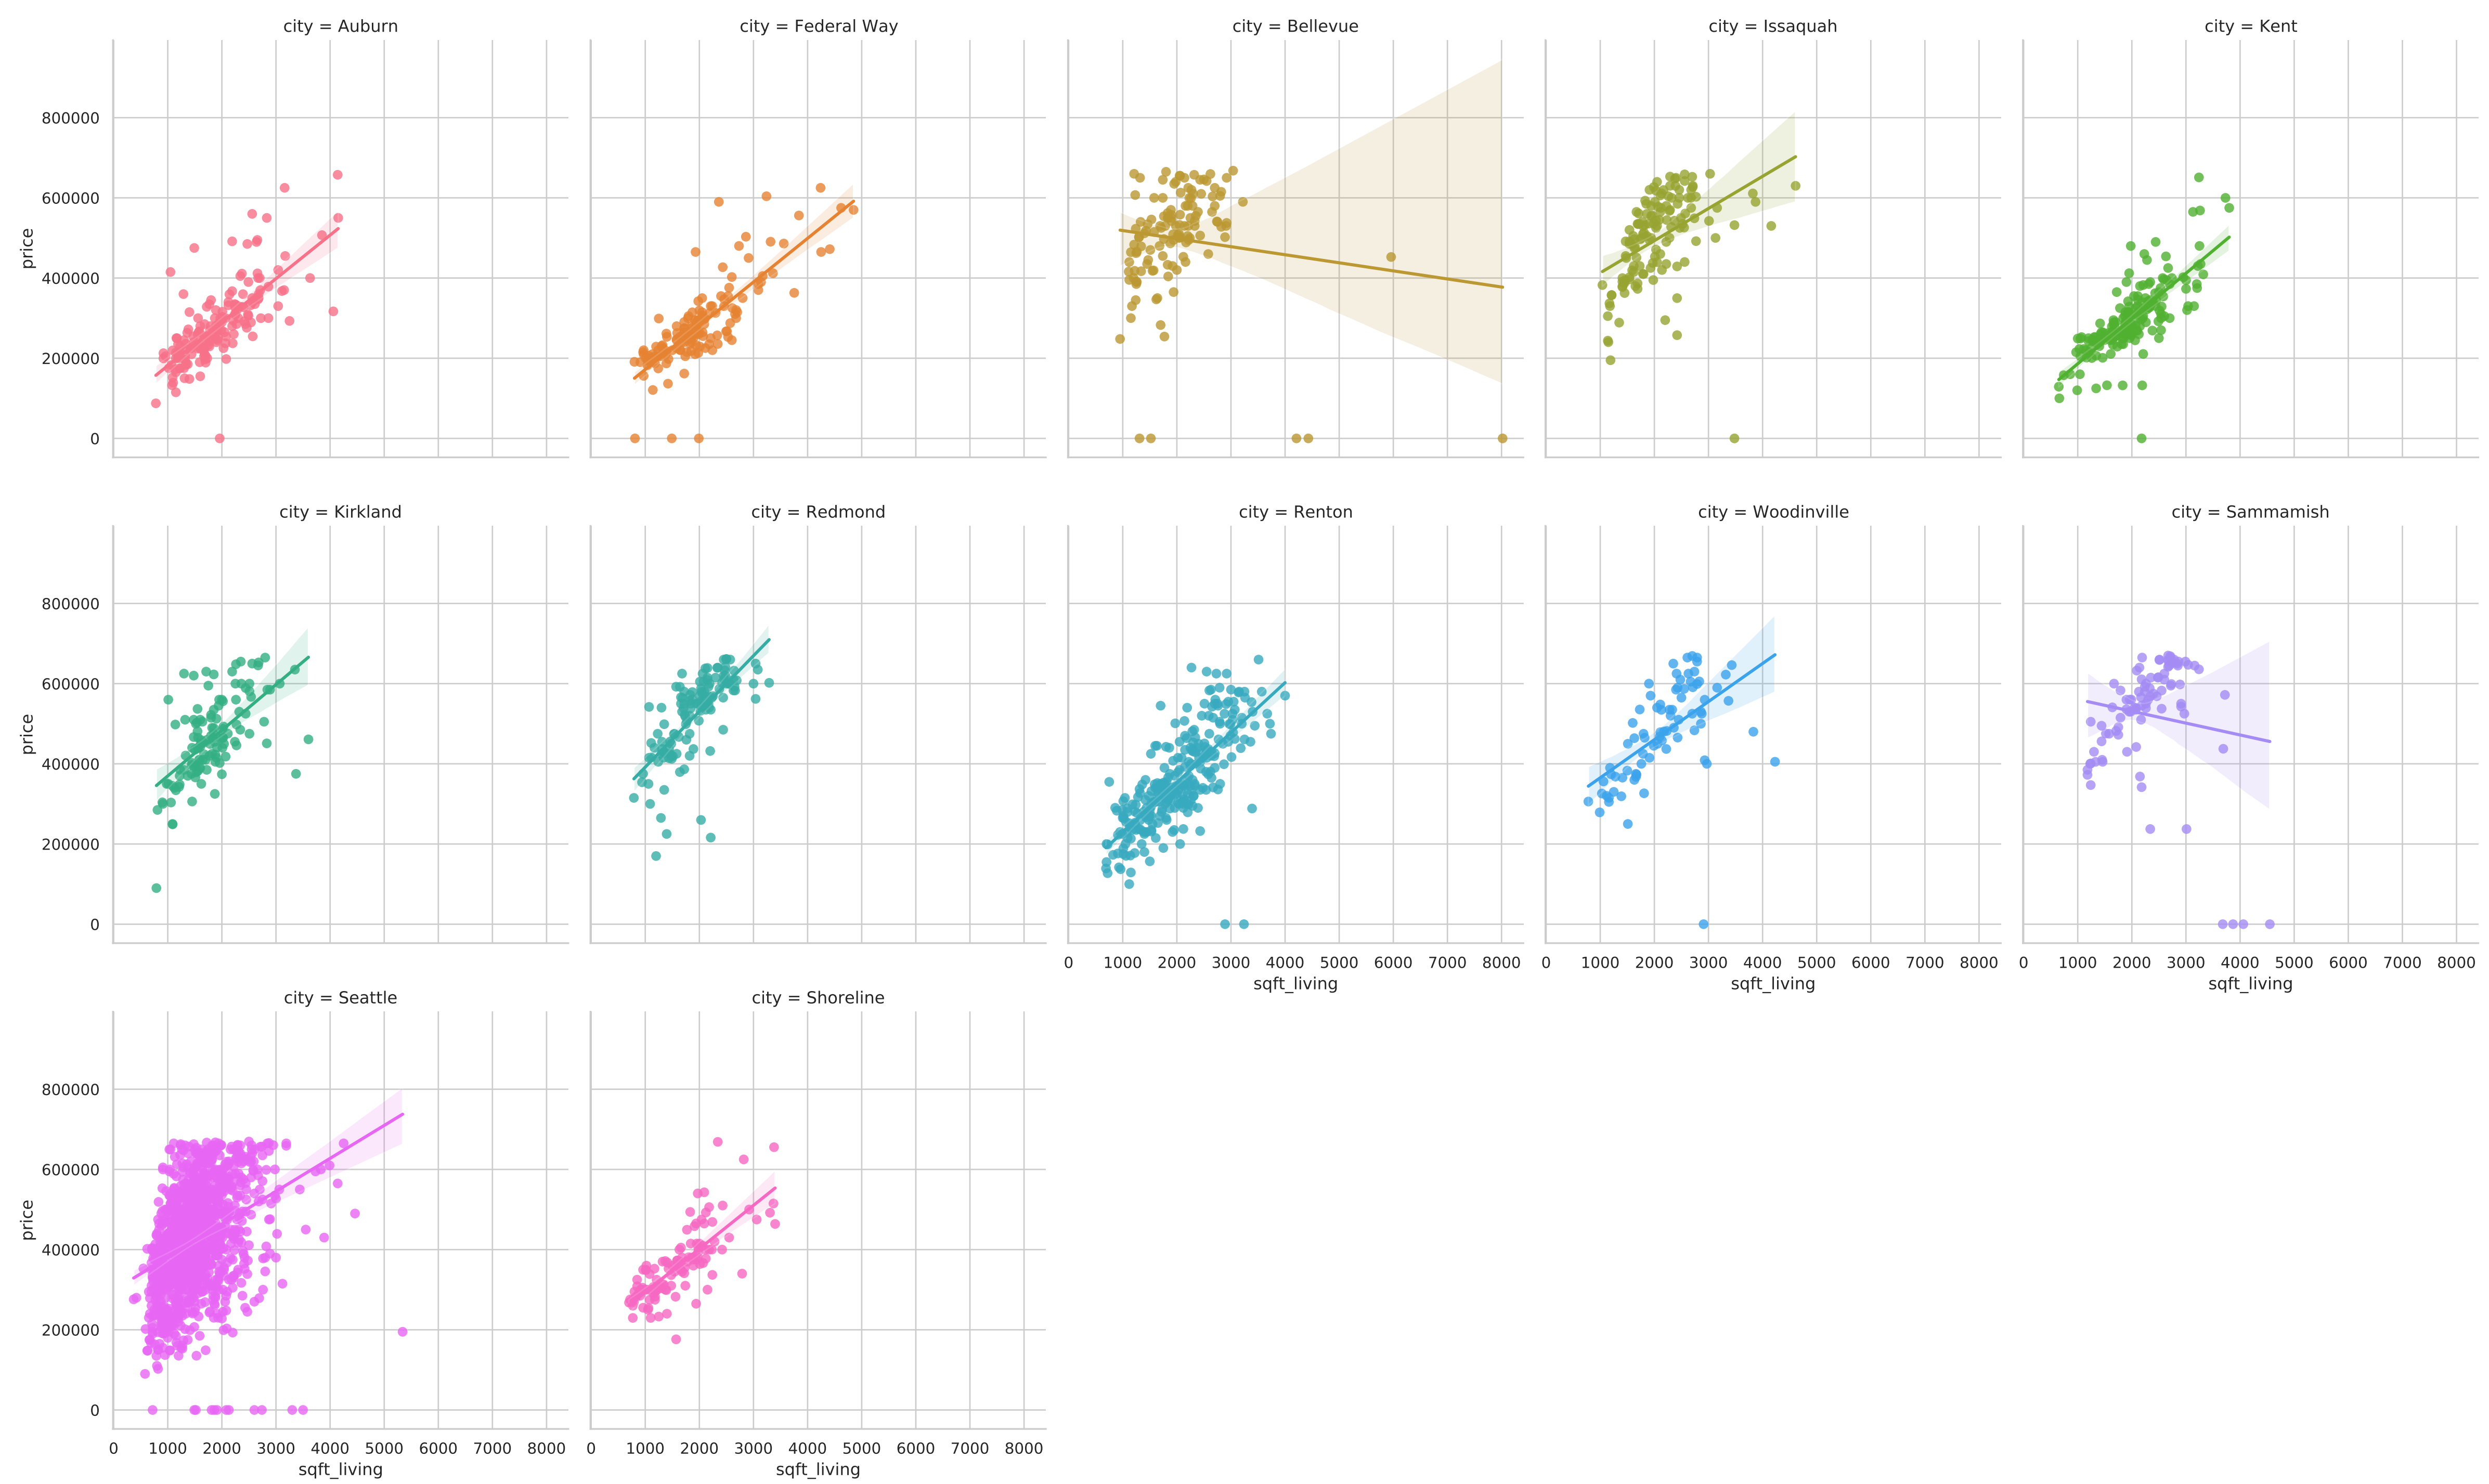 city = Auburn
city = Federal Way
city = Bellevue
city = Issaquah
city = Kent
800000
600000
400000
200000
0
price
city = Kirkland
city = Redmond
city = Renton
city = Woodinville
city = Sammamish
800000
600000
400000
200000
0
price
0 1000 2000 3000 4000 5000 6000 7000 8000
sqft_living
0 1000 2000 3000 4000 5000 6000 7000 8000
sqft_living
0 1000 2000 3000 4000 5000 6000 7000 8000
sqft_living
city = Seattle
city = Shoreline
800000
600000
400000
200000
0
price
0 1000 2000 3000 4000 5000 6000 7000 8000
sqft_living
0 1000 2000 3000 4000 5000 6000 7000 8000
sqft_living